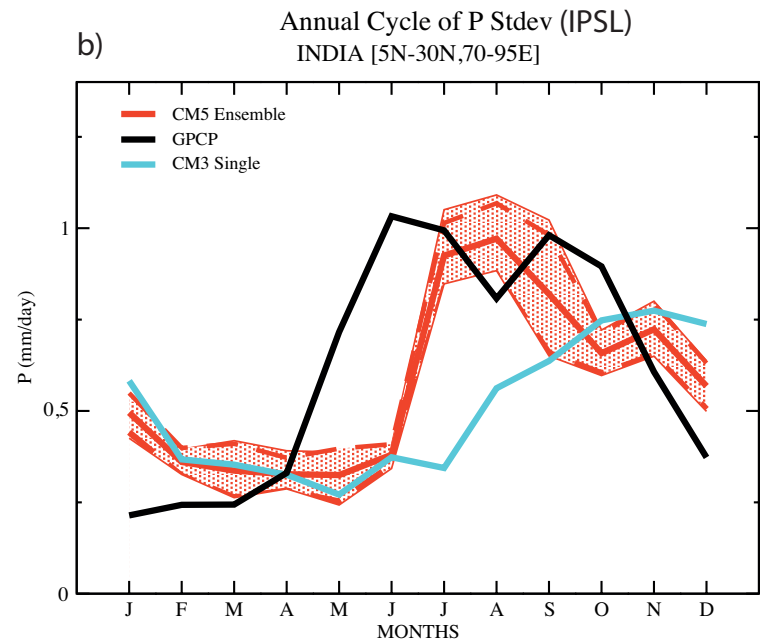 b)
Annual Cycle of P Stdev (IPSL)
INDIA [5N-30N,70-95E]
CM5 Ensemble
GPCP
CM3 Single
P (mm/day)
1
0,5
0
J F M A M J J A S O N D
MONTHS